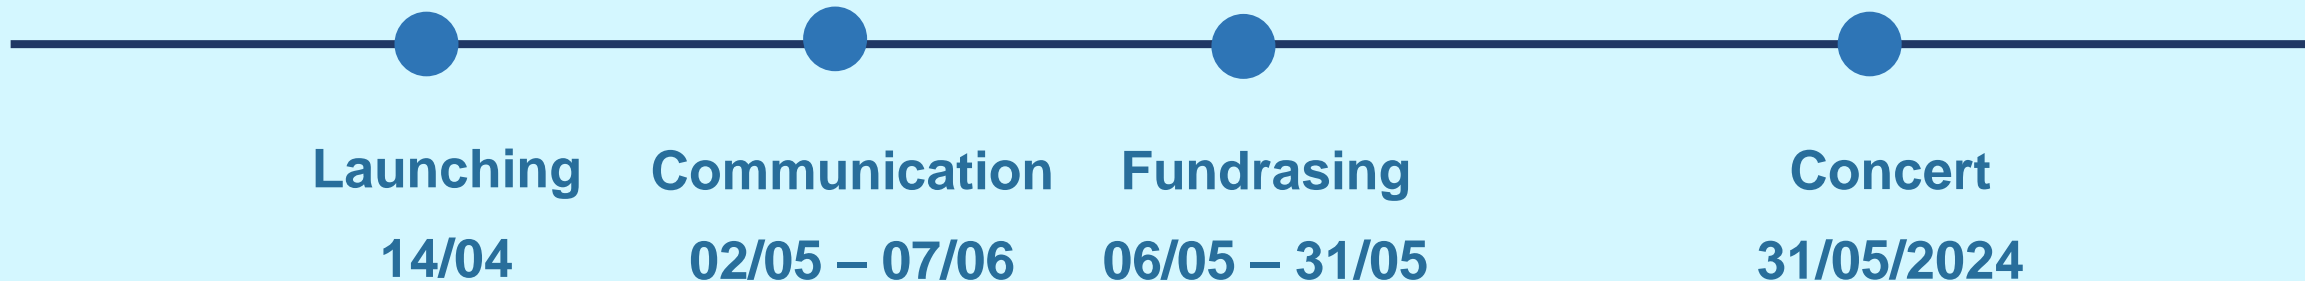 Launching Communication Fundrasing Concert
14/04 02/05 – 07/06 06/05 – 31/05 31/05/2024